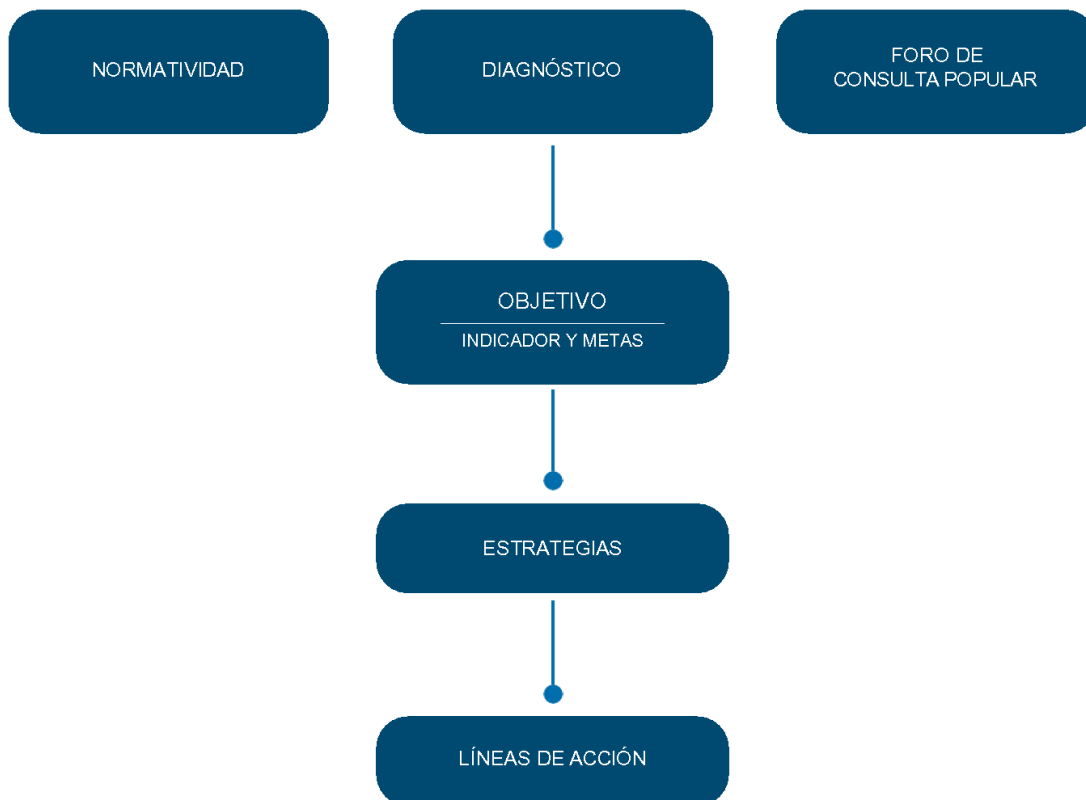 NORMATIVIDAD
DIAGNÓSTICO
FORO DE
CONSULTA POPULAR
OBJETIVO
INDICADOR Y METAS
ESTRATEGIAS
LÍNEAS DE ACCIÓN